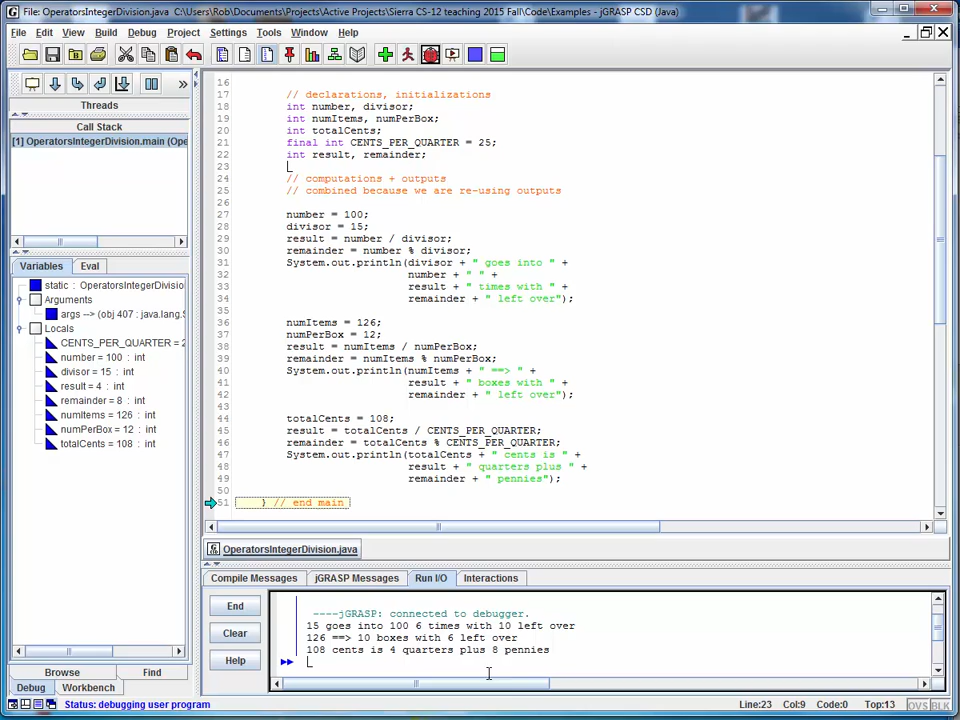 File: OperatorsIntegerDivision.java C:\Users\Rob\Documents\Projects\Active Projects\Sierra CS-12 teaching 2015 Fall\Code\Examples - jGRASP CSD (Java)
File Edit View Build Debug Project Settings Tools Window Help
Threads
Call Stack
[1] OperatorsIntegerDivision.main (Ope
Variables Eval
static : OperatorsIntegerDivision
Arguments
args --> (obj 407 : java.lang.S
Locals
CENTS_PER_QUARTER = 2
number = 100 : int
divisor = 15 : int
result = 4 : int
remainder = 8 : int
numItems = 126 : int
numPerBox = 12 : int
totalCents = 108 : int
Browse Find
Debug Workbench
16
17 // declarations, initializations
18 int number, divisor;
19 int numItems, numPerBox;
20 int totalCents;
21 final int CENTS_PER_QUARTER = 25;
22 int result, remainder;
23
24 // computations + outputs
25 // combined because we are re-using outputs
26
27 number = 100;
28 divisor = 15;
29 result = number / divisor;
30 remainder = number % divisor;
31 System.out.println(divisor + " goes into " +
32 number + " " +
33 result + " times with " +
34 remainder + " left over");
35
36 numItems = 126;
37 numPerBox = 12;
38 result = numItems / numPerBox;
39 remainder = numItems % numPerBox;
40 System.out.println(numItems + " ==> " +
41 result + " boxes with " +
42 remainder + " left over");
43
44 totalCents = 108;
45 result = totalCents / CENTS_PER_QUARTER;
46 remainder = totalCents % CENTS_PER_QUARTER;
47 System.out.println(totalCents + " cents is " +
48 result + " quarters plus " +
49 remainder + " pennies");
50
51 } // end main
OperatorsIntegerDivision.java
Compile Messages jGRASP Messages Run I/O Interactions
End
Clear
Help
----jGRASP: connected to debugger.
15 goes into 100 6 times with 10 left over
126 ==> 10 boxes with 6 left over
108 cents is 4 quarters plus 8 pennies
Status: debugging user program
Line:23 Col:9 Code:0 Top:13 OVS BLK